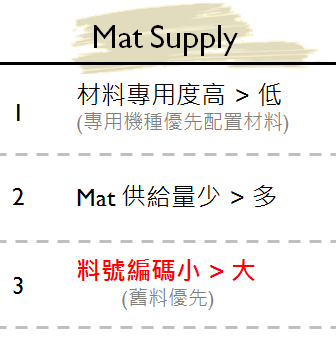 Mat Supply
1
材料專用度高 > 低
(專用機種優先配置材料)
2
Mat 供給量少 > 多
3
料號編碼小 > 大
(舊料優先)